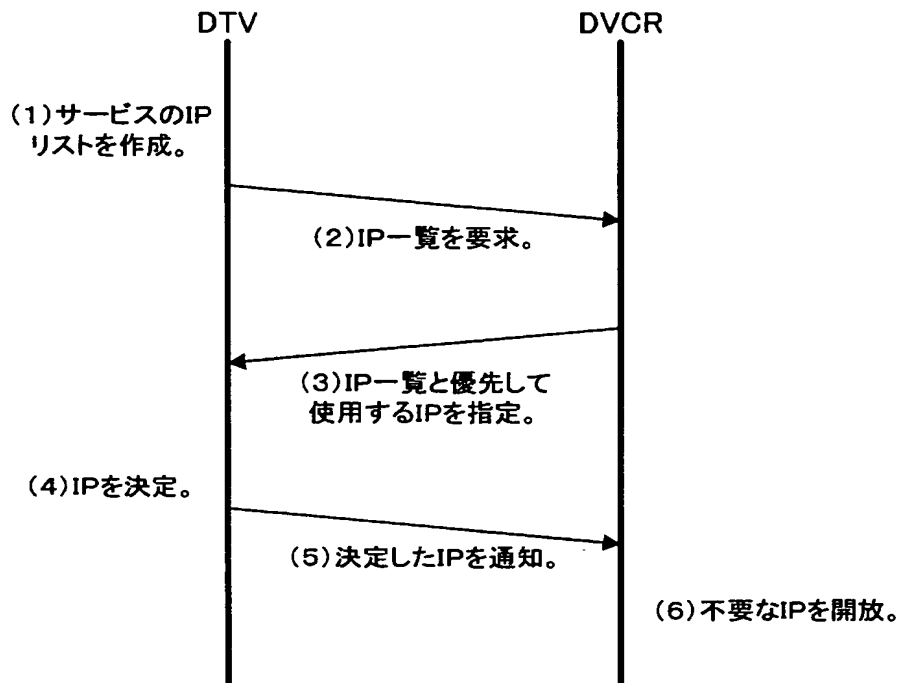 DTV
DVCR
(1)サービスのIP
リストを作成。
(2)IP一覧を要求。
(3)IP一覧と優先して
使用するIPを指定。
(4)IPを決定。
(5)決定したIPを通知。
(6)不要なIPを開放。